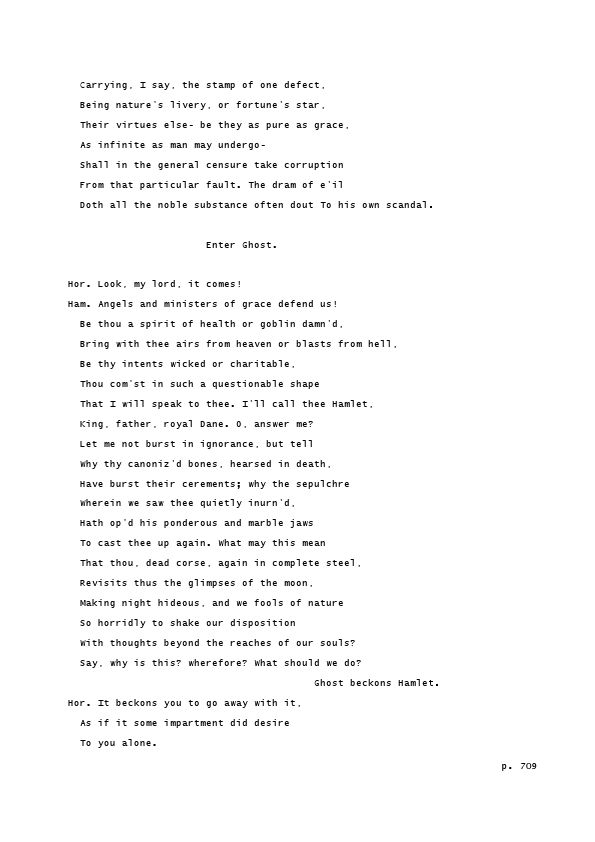 Carrying, I say, the stamp of one defect,
Being nature's livery, or fortune's star,
Their virtues else- be they as pure as grace,
As infinite as man may undergo-
Shall in the general censure take corruption
From that particular fault. The dram of e'il
Doth all the noble substance often dout To his own scandal.
Enter Ghost.
Hor. Look, my lord, it comes!
Ham. Angels and ministers of grace defend us!
Be thou a spirit of health or goblin damn'd,
Bring with thee airs from heaven or blasts from hell,
Be thy intents wicked or charitable,
Thou com'st in such a questionable shape
That I will speak to thee. I'll call thee Hamlet,
King, father, royal Dane. O, answer me?
Let me not burst in ignorance, but tell
Why thy canoniz'd bones, hearsed in death,
Have burst their cerements; why the sepulchre
Wherein we saw thee quietly inurn'd,
Hath op'd his ponderous and marble jaws
To cast thee up again. What may this mean
That thou, dead corse, again in complete steel,
Revisits thus the glimpses of the moon,
Making night hideous, and we fools of nature
So horridly to shake our disposition
With thoughts beyond the reaches of our souls?
Say, why is this? wherefore? What should we do?
Ghost beckons Hamlet.
Hor. It beckons you to go away with it,
As if it some impartment did desire
To you alone.
p. 709